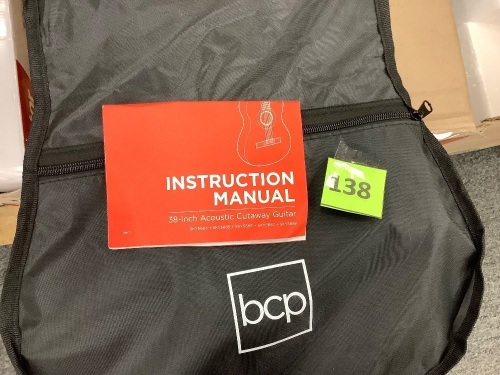 INSTRUCTION
MANUAL
38-Inch Acoustic Cutaway Guitar
138
bcp